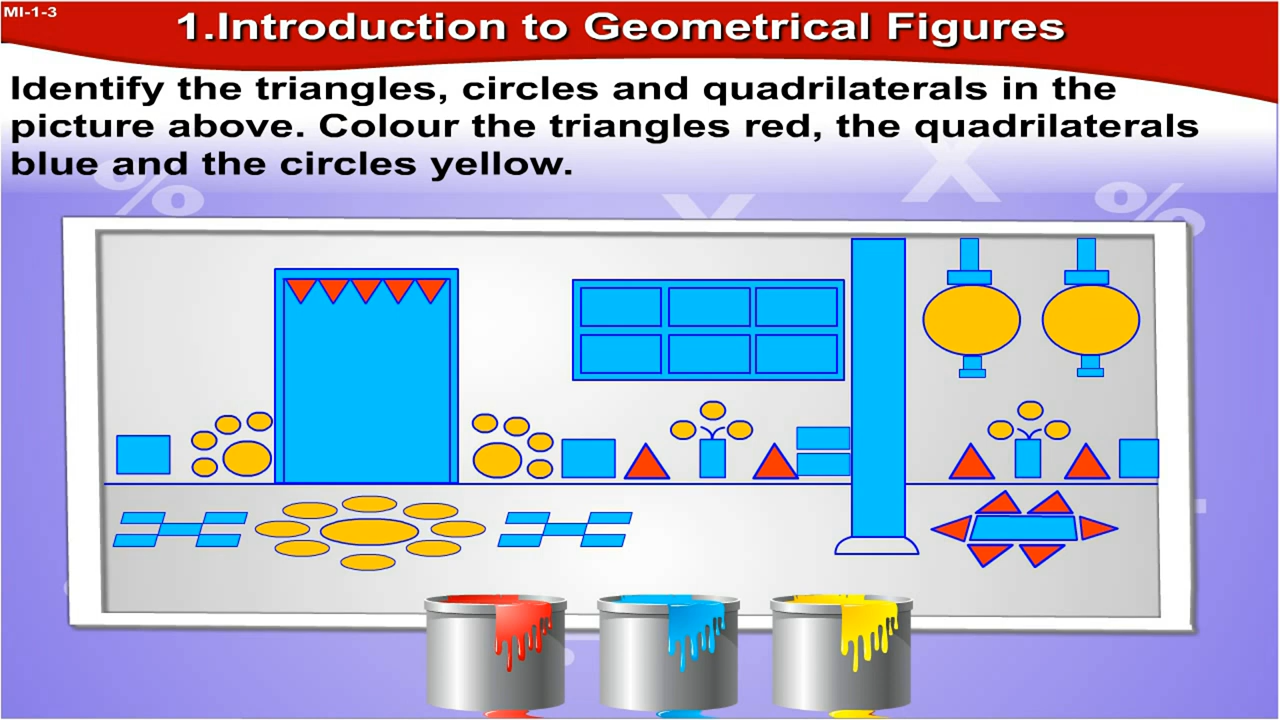 MI-1-3
1.Introduction to Geometrical Figures
Identify the triangles, circles and quadrilaterals in the
picture above. Colour the triangles red, the quadrilaterals
blue and the circles yellow.